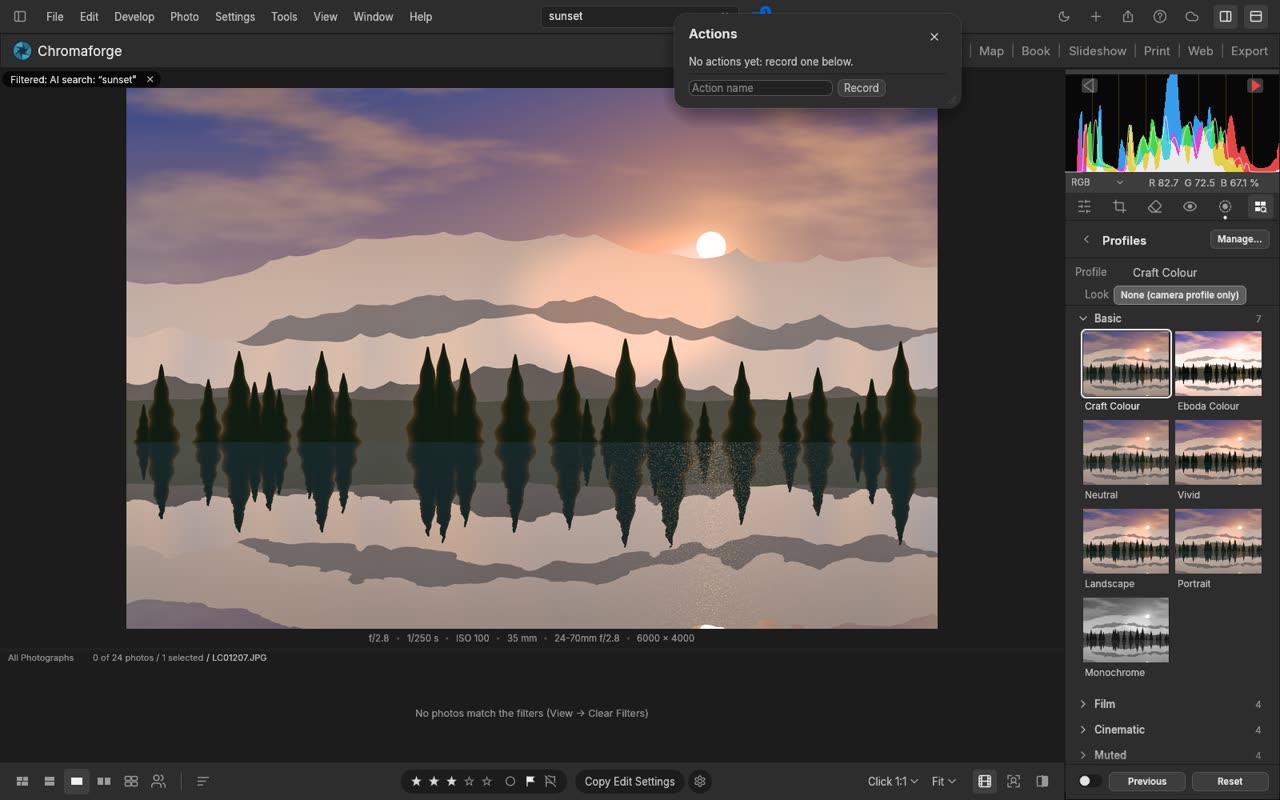 File Edit Develop Photo Settings Tools View Window Help
sunset
Chromaforge
Map | Book | Slideshow | Print | Web | Export
Actions
No actions yet: record one below.
Action name Record
Filtered: AI search: “sunset”
RGB R 82.7 G 72.5 B 67.1 %
Profiles Manage...
Profile Craft Colour
Look None (camera profile only)
Basic 7
Craft Colour Eboda Colour
Neutral Vivid
Landscape Portrait
Monochrome
Film 4
Cinematic 4
Muted 4
f/2.8 • 1/250 s • ISO 100 • 35 mm • 24-70mm f/2.8 • 6000 × 4000
All Photographs 0 of 24 photos / 1 selected / LC01207.JPG
No photos match the filters (View → Clear Filters)
Copy Edit Settings Click 1:1 Fit Previous Reset